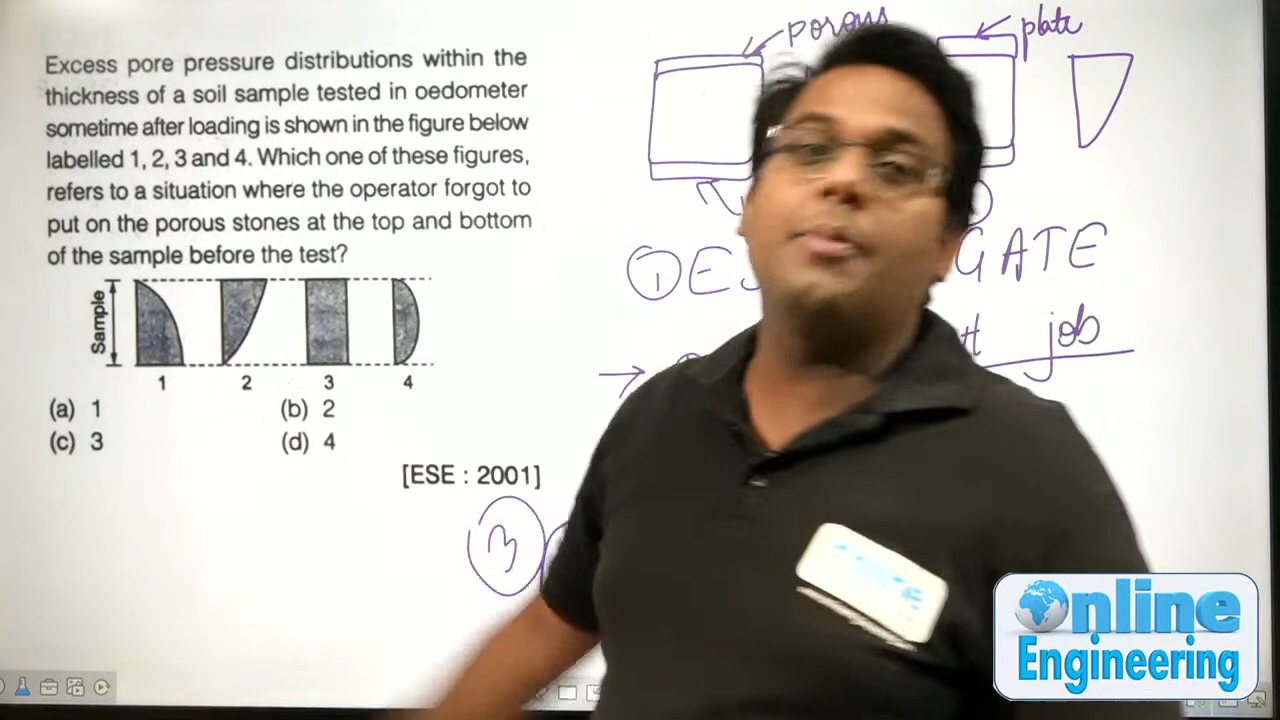 Excess pore pressure distributions within the
thickness of a soil sample tested in oedometer
sometime after loading is shown in the figure below
labelled 1, 2, 3 and 4. Which one of these figures,
refers to a situation where the operator forgot to
put on the porous stones at the top and bottom
of the sample before the test?
Sample
1 2 3 4
(a) 1 (b) 2
(c) 3 (d) 4
[ESE : 2001]
porous
plate
① GATE
job
3
Online
Engineering